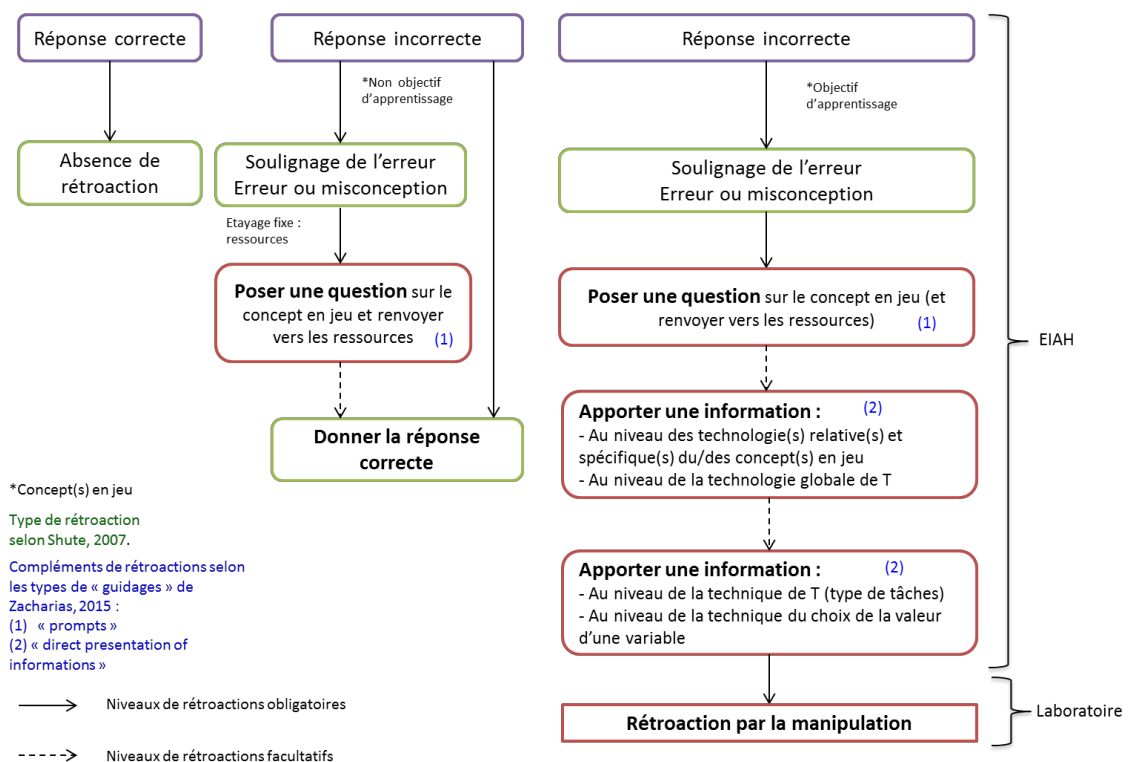 Réponse correcte
Absence de
rétroaction
Réponse incorrecte
*Non objectif
d'apprentissage
Soulignage de l'erreur
Erreur ou misconception
Etayage fixe :
ressources
Poser une question sur le
concept en jeu et renvoyer
vers les ressources (1)
Donner la réponse
correcte
Réponse incorrecte
*Objectif
d'apprentissage
Soulignage de l'erreur
Erreur ou misconception
Poser une question sur le concept en jeu (et
renvoyer vers les ressources) (1)
Apporter une information : (2)
- Au niveau des technologie(s) relative(s) et
spécifique(s) du/des concept(s) en jeu
- Au niveau de la technologie globale de T
Apporter une information : (2)
- Au niveau de la technique de T (type de tâches)
- Au niveau de la technique du choix de la valeur
d'une variable
Rétroaction par la manipulation
EIAH
Laboratoire
*Concept(s) en jeu
Type de rétroaction
selon Shute, 2007.
Compléments de rétroactions selon
les types de « guidages » de
Zacharias, 2015 :
(1) « prompts »
(2) « direct presentation of
informations »
Niveaux de rétroactions obligatoires
Niveaux de rétroactions facultatifs